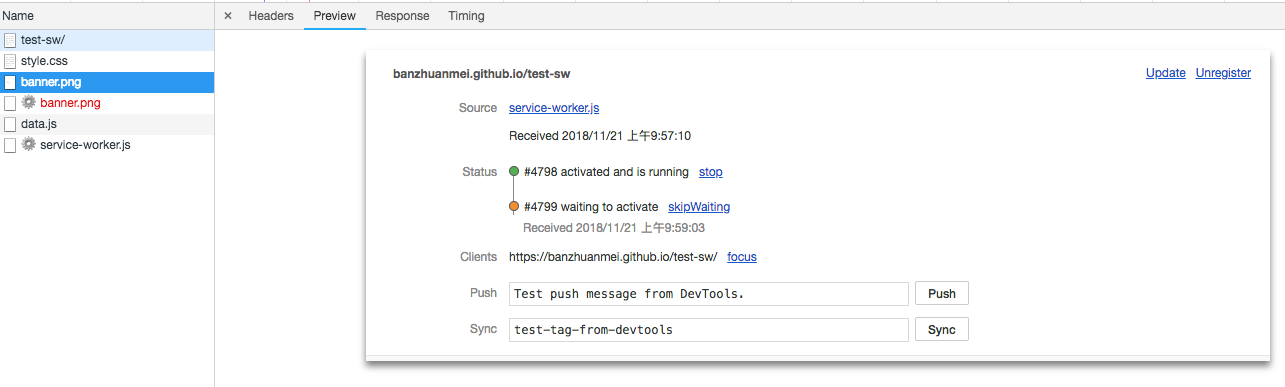 Name
× Headers Preview Response Timing
test-sw/
style.css
banner.png
banner.png
data.js
service-worker.js
banzhuanmei.github.io/test-sw Update Unregister
Source service-worker.js
Received 2018/11/21 上午9:57:10
Status #4798 activated and is running stop
#4799 waiting to activate skipWaiting
Received 2018/11/21 上午9:59:03
Clients https://banzhuanmei.github.io/test-sw/ focus
Push Test push message from DevTools. Push
Sync test-tag-from-devtools Sync